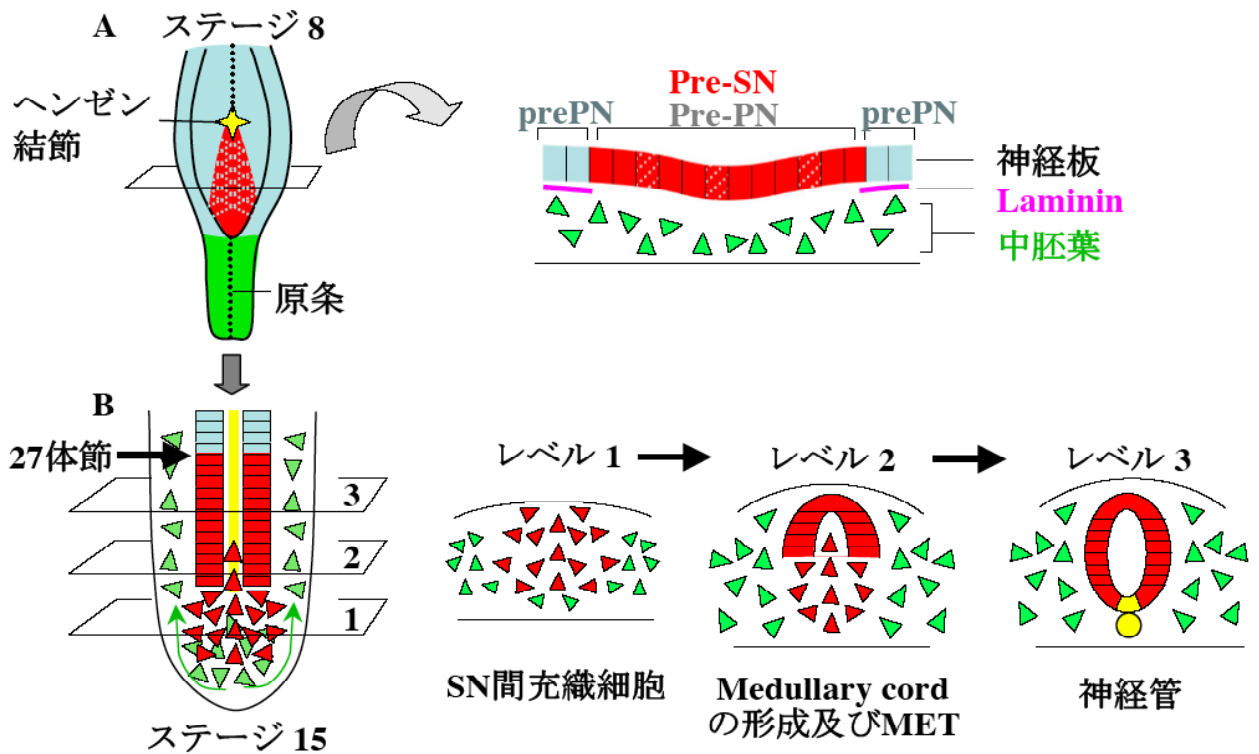 A
ステージ 8
ヘンゼン
結節
原条
Pre-SN
prePN
Pre-PN
prePN
神経板
Laminin
中胚葉
B
27体節
3
2
1
ステージ 15
レベル 1
レベル 2
レベル 3
SN間充織細胞
Medullary cord
の形成及びMET
神経管